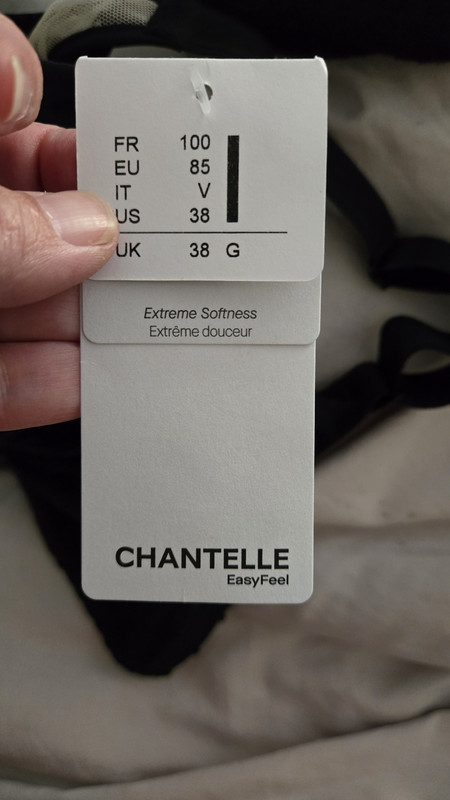 FR 100 I
EU 85
IT V
US 38
UK 38 G
Extreme Softness
Extrême douceur
CHANTELLE
EasyFeel